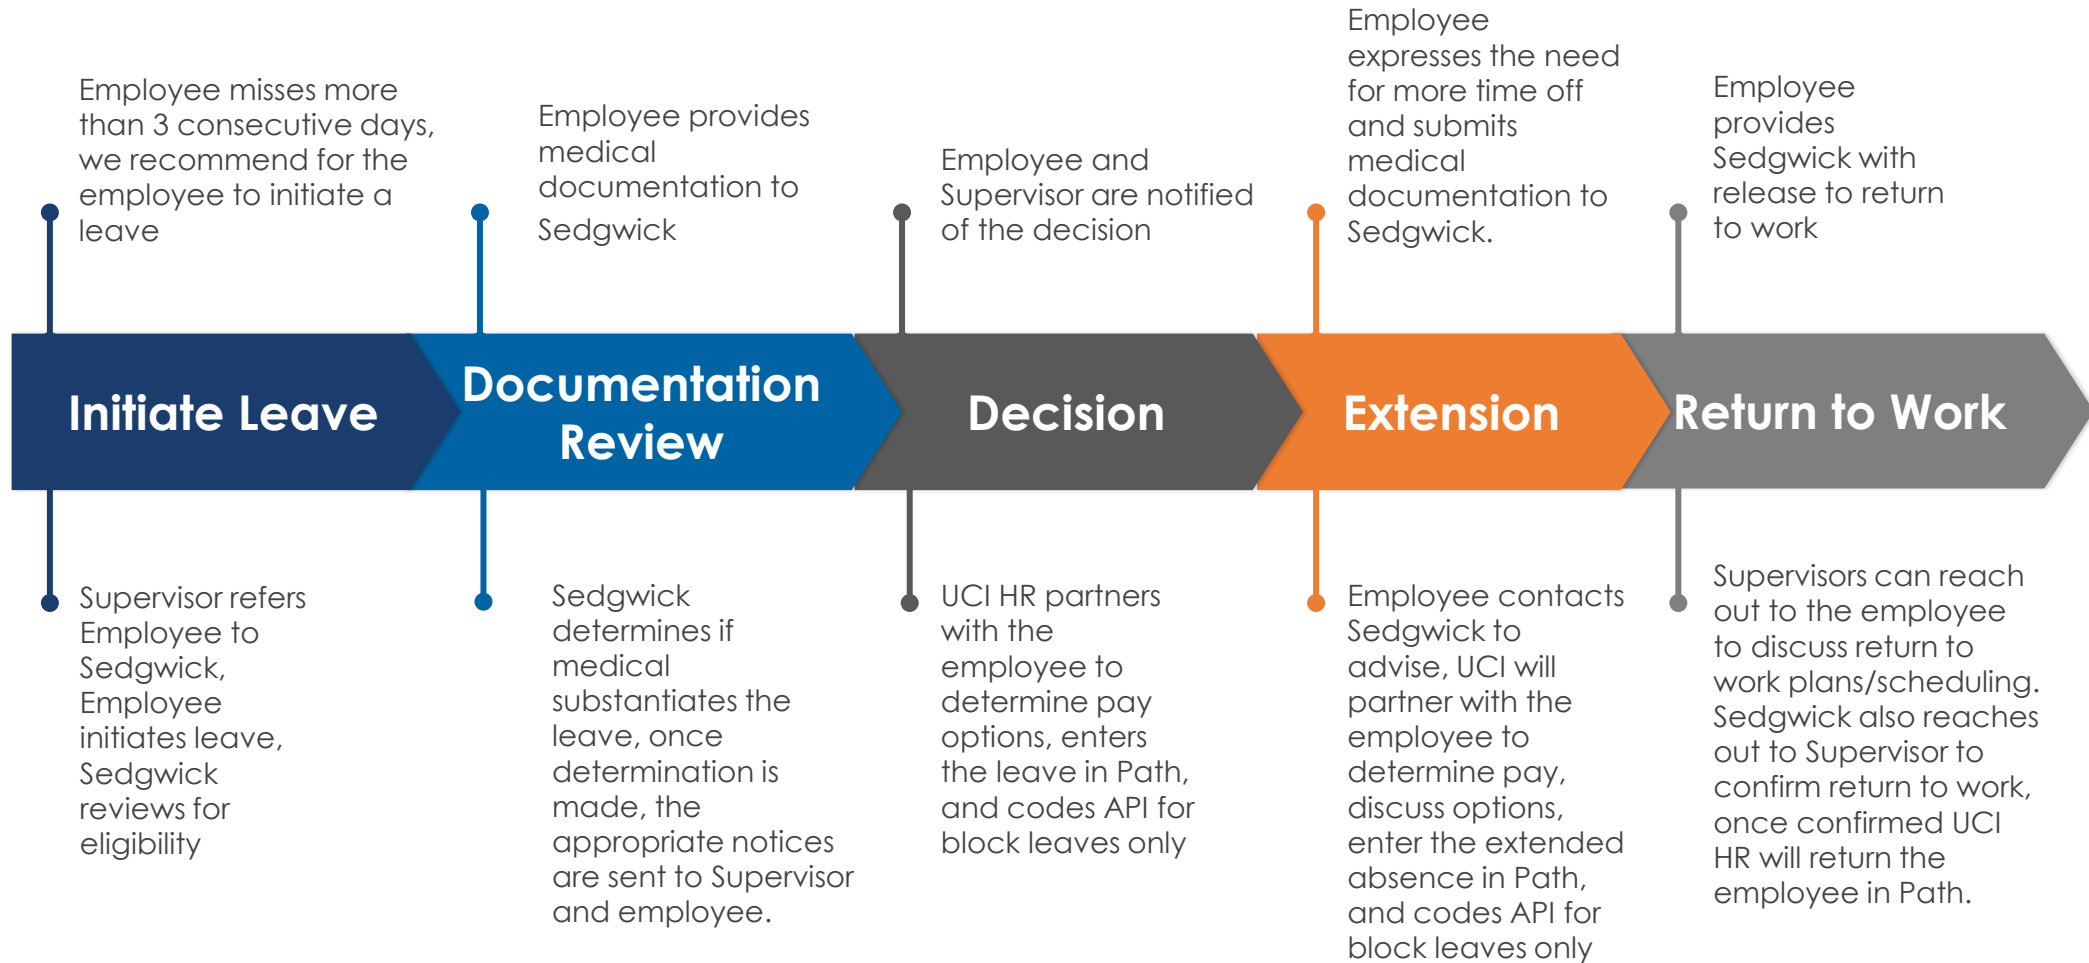 Employee misses more
than 3 consecutive days,
we recommend for the
employee to initiate a
leave
Employee provides
medical
documentation to
Sedgwick
Employee and
Supervisor are notified
of the decision
Employee
expresses the need
for more time off
and submits
medical
documentation to
Sedgwick.
Employee
provides
Sedgwick with
release to return
to work
Initiate Leave
Documentation
Review
Decision
Extension
Return to Work
Supervisor refers
Employee to
Sedgwick,
Employee
initiates leave,
Sedgwick
reviews for
eligibility
Sedgwick
determines if
medical
substantiates the
leave, once
determination is
made, the
appropriate notices
are sent to Supervisor
and employee.
UCI HR partners
with the
employee to
determine pay
options, enters
the leave in Path,
and codes API for
block leaves only
Employee contacts
Sedgwick to
advise, UCI will
partner with the
employee to
determine pay,
discuss options,
enter the extended
absence in Path,
and codes API for
block leaves only
Supervisors can reach
out to the employee
to discuss return to
work plans/scheduling.
Sedgwick also reaches
out to Supervisor to
confirm return to work,
once confirmed UCI
HR will return the
employee in Path.